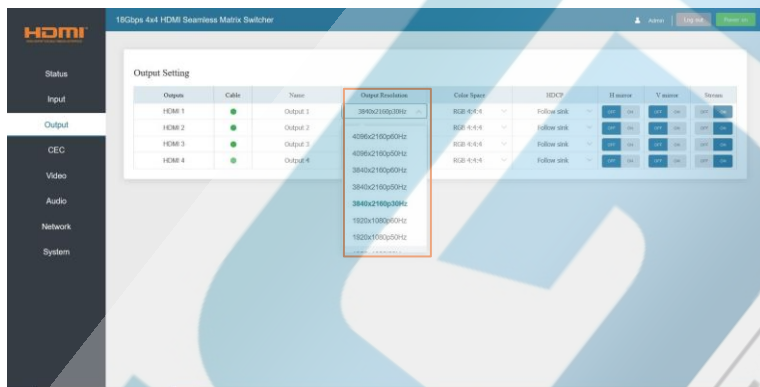 HDMI
18Gbps 4x4 HDMI Seamless Matrix Switcher
Admin
Log out
Status
Input
Output
CEC
Video
Audio
Network
System
Output Setting
Outputs Cable Name Output Resolution Color Space HDCP H mirror V mirror Stream
HDMI 1 Output 1 3840x2160p30Hz RGB 4:4:4 Follow sink OFF ON OFF ON OFF ON
HDMI 2 Output 2 RGB 4:4:4 Follow sink OFF ON OFF ON OFF ON
HDMI 3 Output 3 RGB 4:4:4 Follow sink OFF ON OFF ON OFF ON
HDMI 4 Output 4 RGB 4:4:4 Follow sink OFF ON OFF ON OFF ON
4096x2160p60Hz
4096x2160p50Hz
3840x2160p60Hz
3840x2160p50Hz
3840x2160p30Hz
1920x1080p60Hz
1920x1080p50Hz